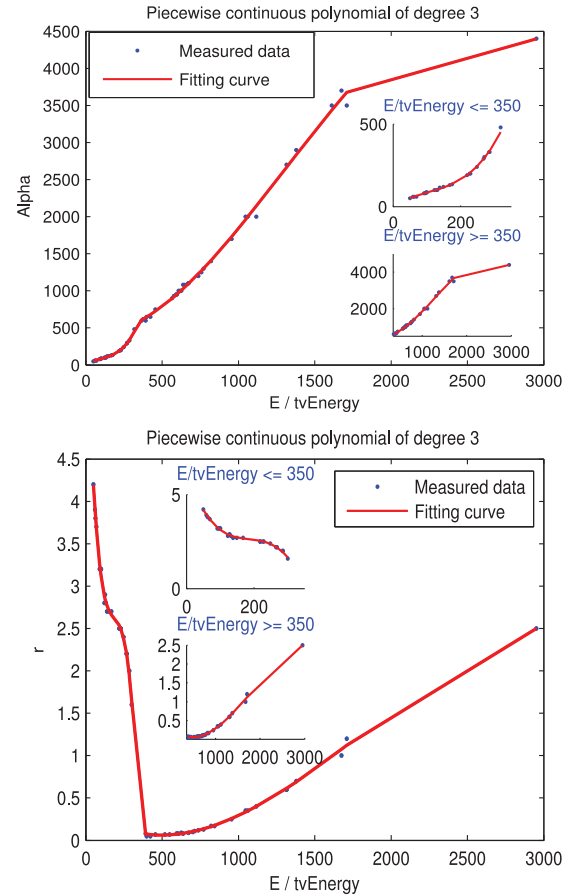 Piecewise continuous polynomial of degree 3
4500
4000
3500
3000
2500
2000
1500
1000
500
0
Alpha
Measured data
Fitting curve
E/tvEnergy <= 350
500
0
0 200
E/tvEnergy >= 350
4000
2000
1000 2000 3000
0 500 1000 1500 2000 2500 3000
E / tvEnergy
Piecewise continuous polynomial of degree 3
4.5
4
3.5
3
2.5
2
1.5
1
0.5
0
r
E/tvEnergy <= 350
5
0
0 200
Measured data
Fitting curve
E/tvEnergy >= 350
2.5
2
1.5
1
0.5
1000 2000 3000
0 500 1000 1500 2000 2500 3000
E / tvEnergy